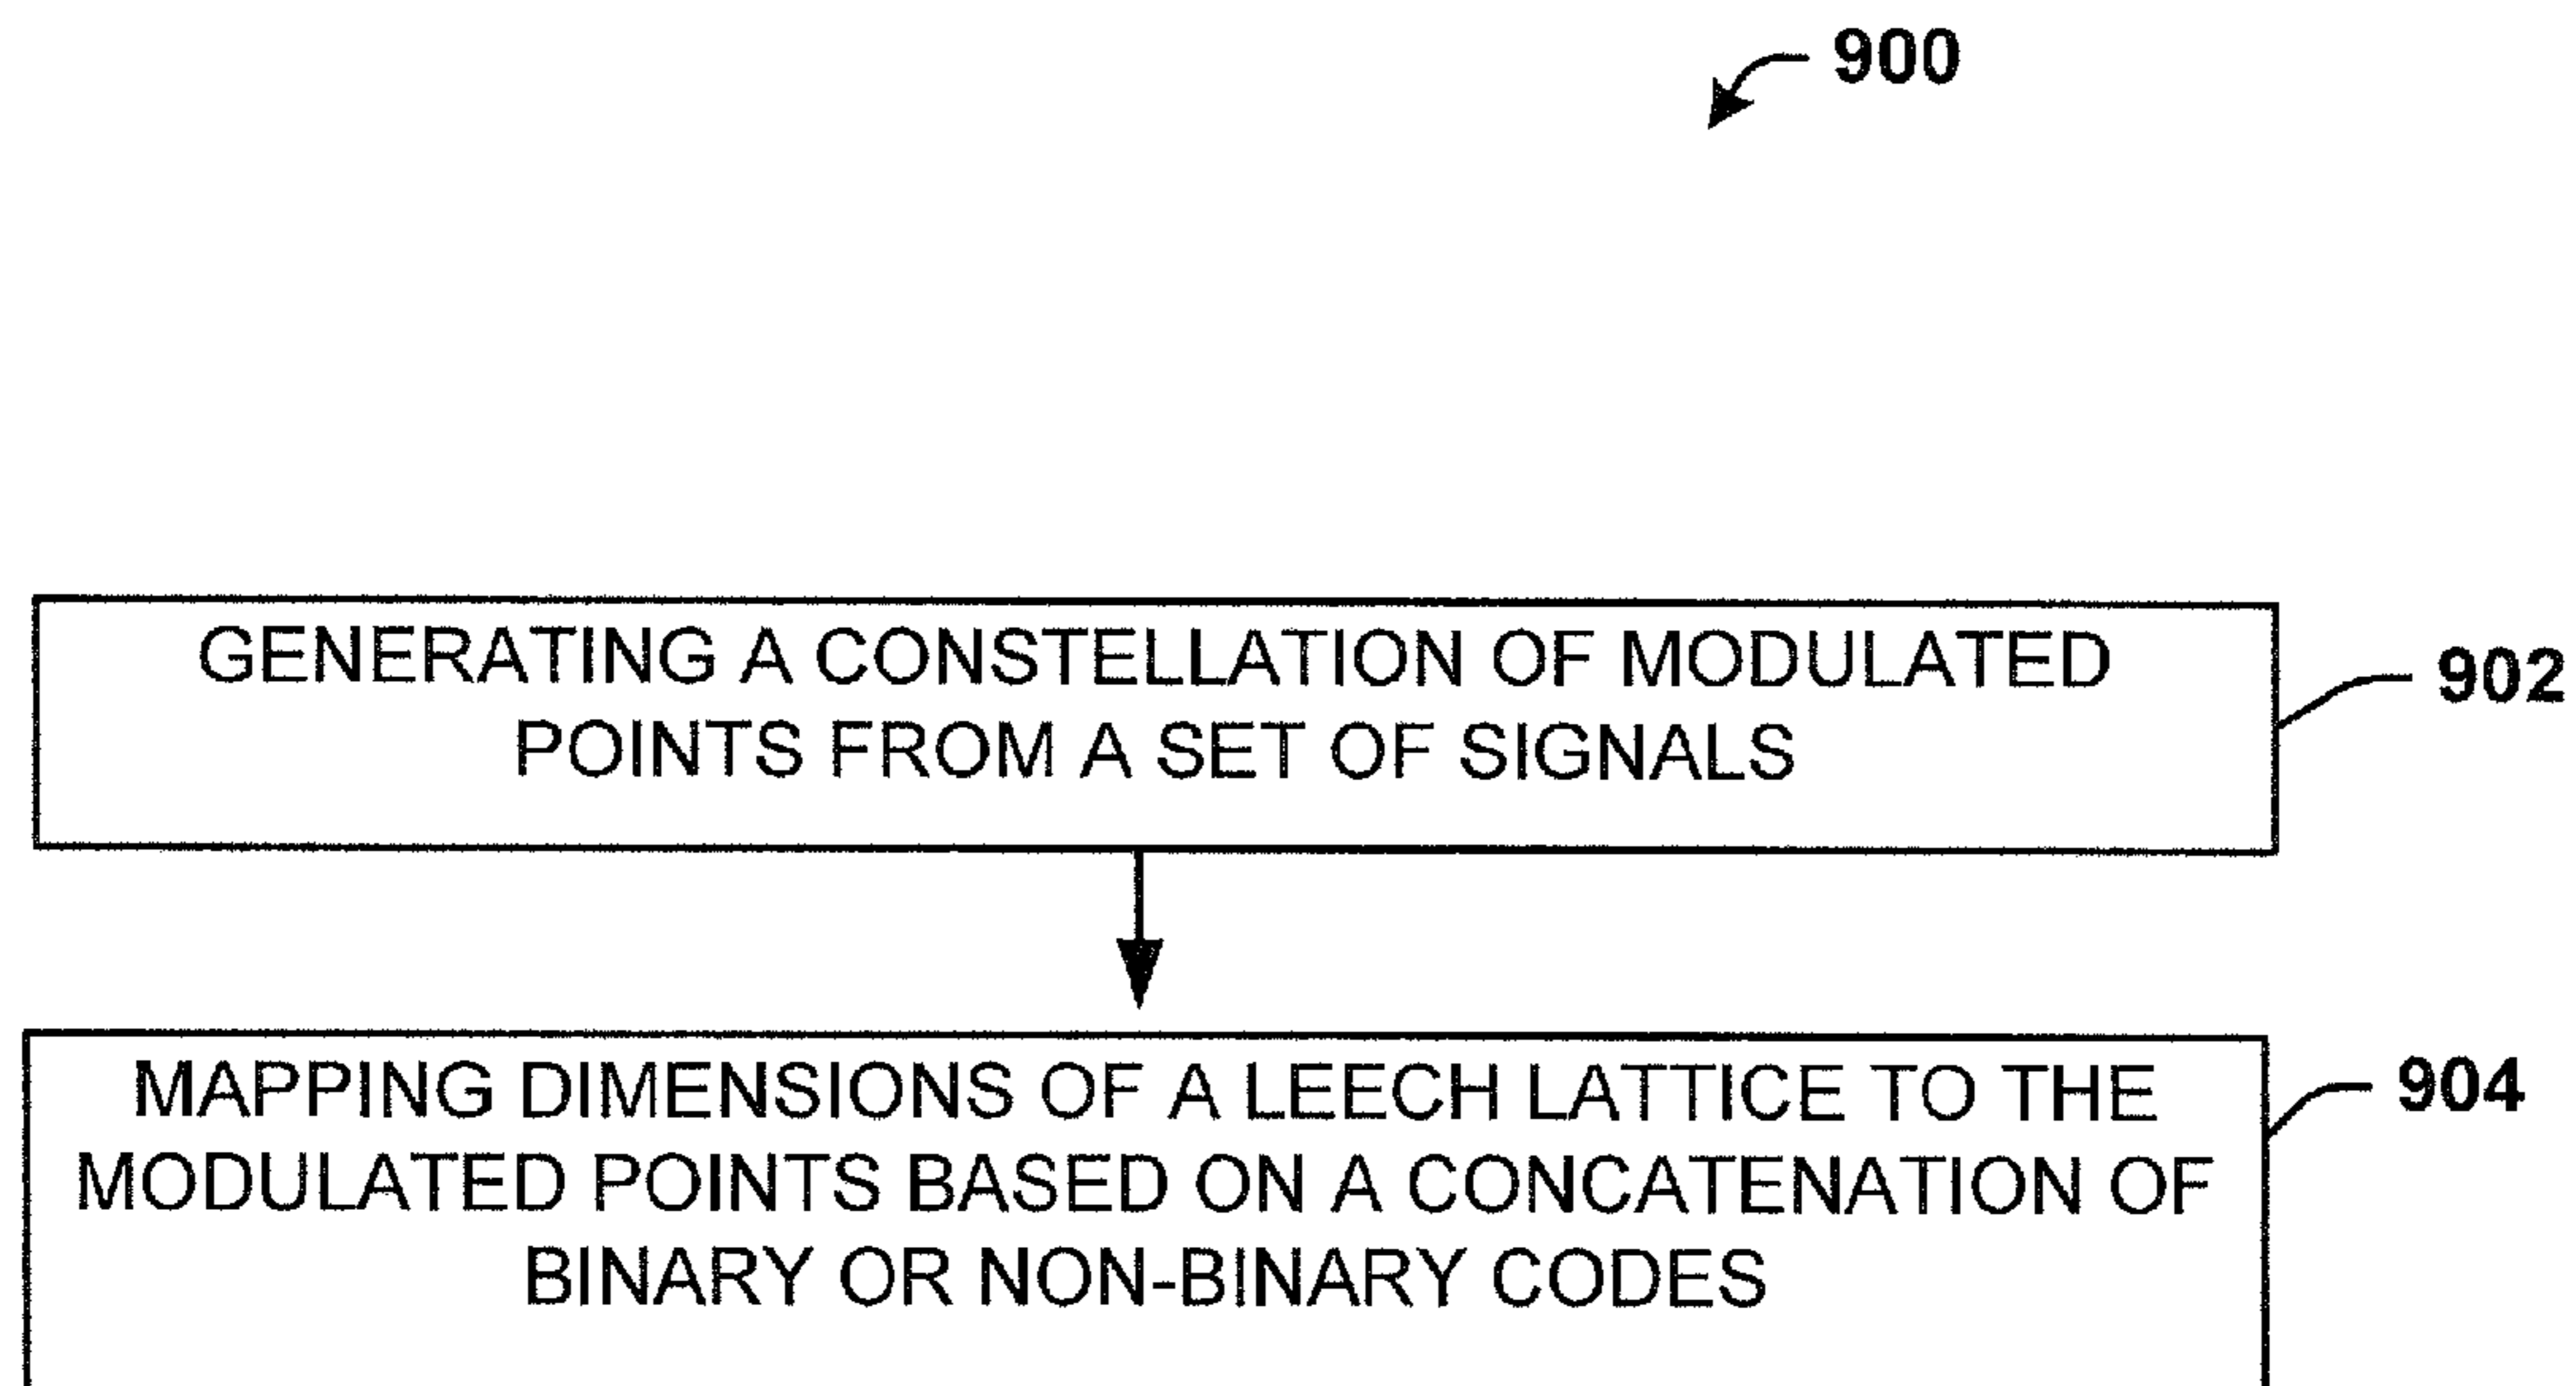 900
GENERATING A CONSTELLATION OF MODULATED
POINTS FROM A SET OF SIGNALS
902
MAPPING DIMENSIONS OF A LEECH LATTICE TO THE
MODULATED POINTS BASED ON A CONCATENATION OF
BINARY OR NON-BINARY CODES
904